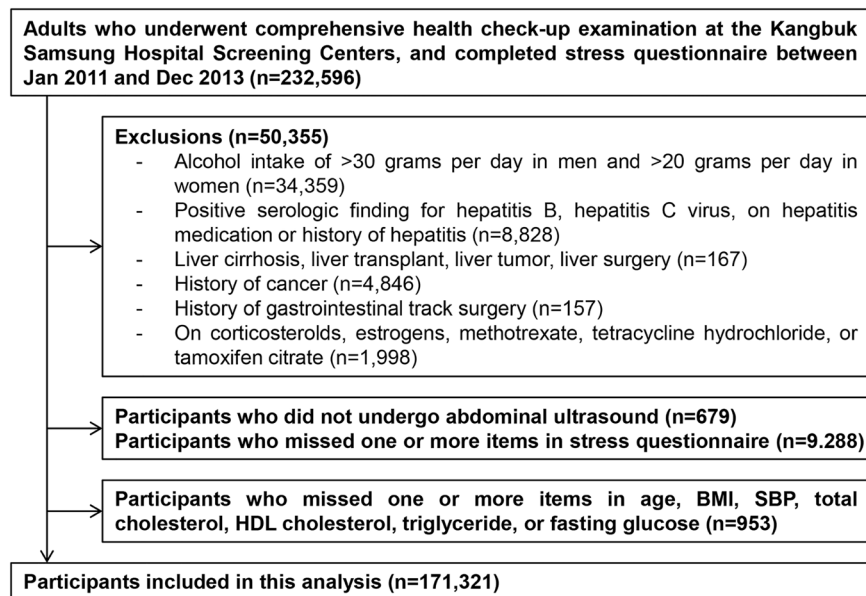 Adults who underwent comprehensive health check-up examination at the Kangbuk
Samsung Hospital Screening Centers, and completed stress questionnaire between
Jan 2011 and Dec 2013 (n=232,596)
Exclusions (n=50,355)
- Alcohol intake of >30 grams per day in men and >20 grams per day in
women (n=34,359)
- Positive serologic finding for hepatitis B, hepatitis C virus, on hepatitis
medication or history of hepatitis (n=8,828)
- Liver cirrhosis, liver transplant, liver tumor, liver surgery (n=167)
- History of cancer (n=4,846)
- History of gastrointestinal track surgery (n=157)
- On corticosterolds, estrogens, methotrexate, tetracycline hydrochloride, or
tamoxifen citrate (n=1,998)
Participants who did not undergo abdominal ultrasound (n=679)
Participants who missed one or more items in stress questionnaire (n=9.288)
Participants who missed one or more items in age, BMI, SBP, total
cholesterol, HDL cholesterol, triglyceride, or fasting glucose (n=953)
Participants included in this analysis (n=171,321)